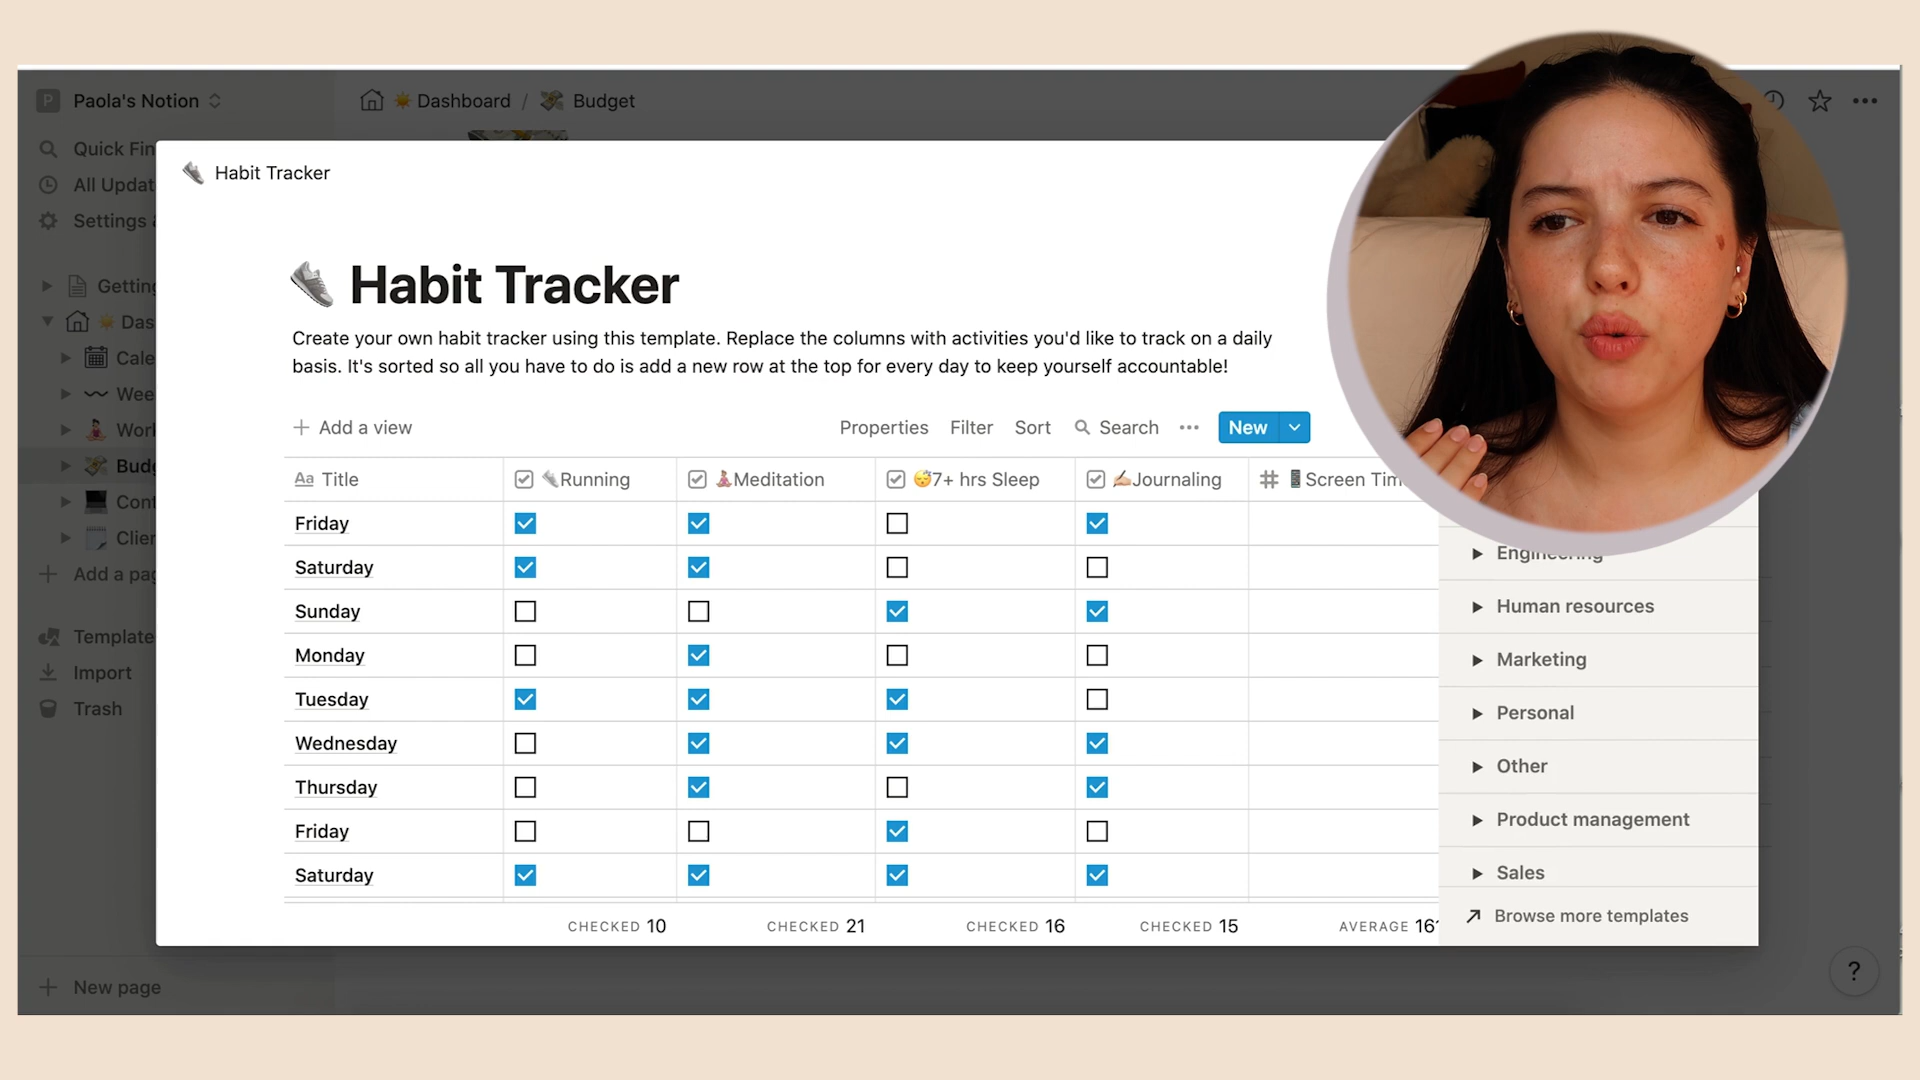 P Paola's Notion
Dashboard / Budget
Quick Fin
All Updat
Settings
Getting
Das
Cale
Wee
Work
Budg
Cont
Clier
Add a pag
Template
Import
Trash
New page
Habit Tracker
Habit Tracker
Create your own habit tracker using this template. Replace the columns with activities you'd like to track on a daily
basis. It's sorted so all you have to do is add a new row at the top for every day to keep yourself accountable!
Add a view Properties Filter Sort Search New
Aa Title Running Meditation 7+ hrs Sleep Journaling # Screen Tim
Friday
Saturday
Sunday
Monday
Tuesday
Wednesday
Thursday
Friday
Saturday
CHECKED 10 CHECKED 21 CHECKED 16 CHECKED 15 AVERAGE 161
Engineering
Human resources
Marketing
Personal
Other
Product management
Sales
Browse more templates
?